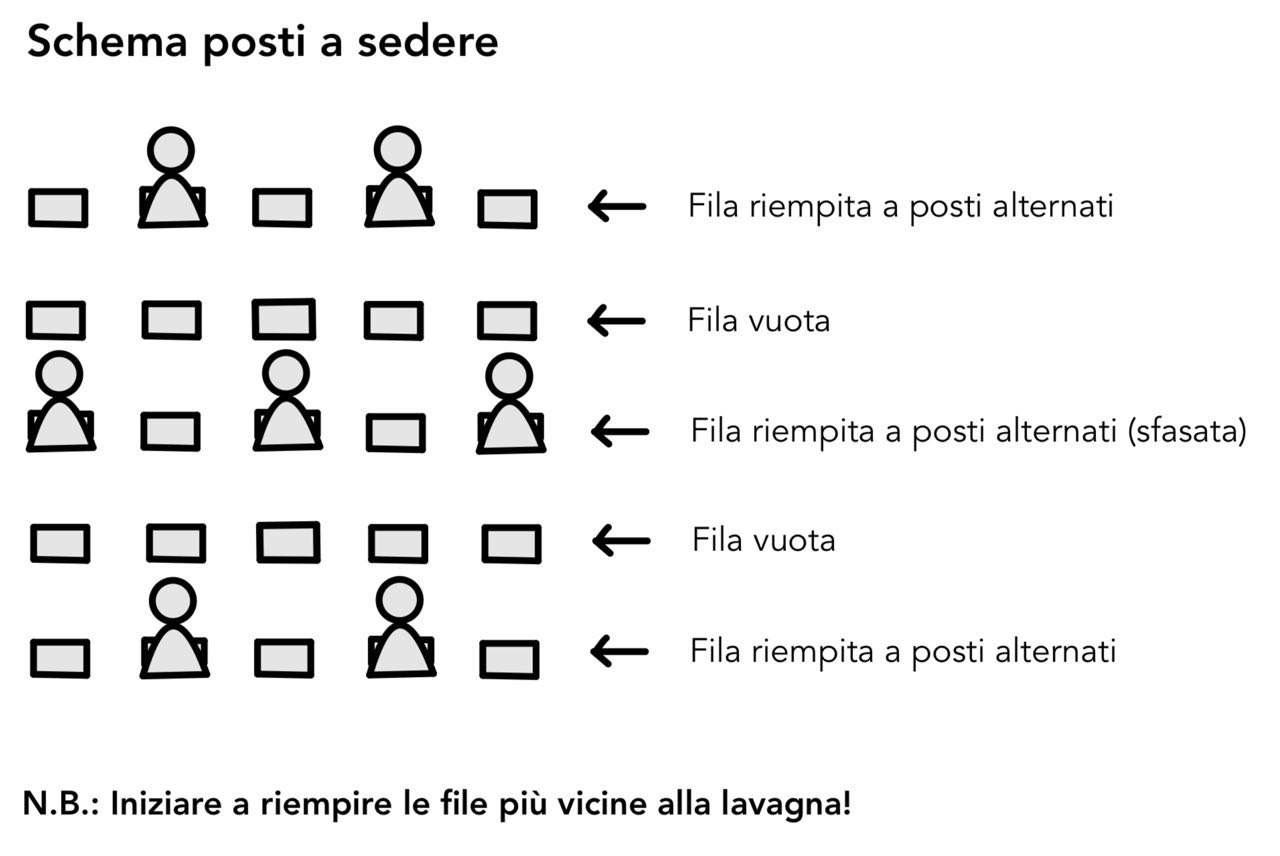 Schema posti a sedere
Fila riempita a posti alternati
Fila vuota
Fila riempita a posti alternati (sfasata)
Fila vuota
Fila riempita a posti alternati
N.B.: Iniziare a riempire le file più vicine alla lavagna!